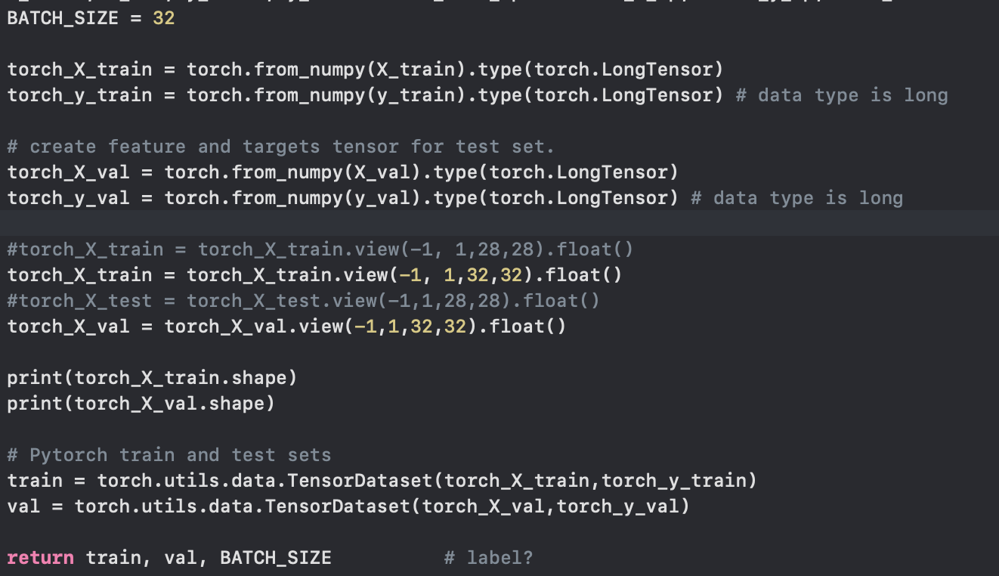 BATCH_SIZE = 32
torch_X_train = torch.from_numpy(X_train).type(torch.LongTensor)
torch_y_train = torch.from_numpy(y_train).type(torch.LongTensor) # data type is long
# create feature and targets tensor for test set.
torch_X_val = torch.from_numpy(X_val).type(torch.LongTensor)
torch_y_val = torch.from_numpy(y_val).type(torch.LongTensor) # data type is long
#torch_X_train = torch_X_train.view(-1, 1,28,28).float()
torch_X_train = torch_X_train.view(-1, 1,32,32).float()
#torch_X_test = torch_X_test.view(-1,1,28,28).float()
torch_X_val = torch_X_val.view(-1,1,32,32).float()
print(torch_X_train.shape)
print(torch_X_val.shape)
# Pytorch train and test sets
train = torch.utils.data.TensorDataset(torch_X_train,torch_y_train)
val = torch.utils.data.TensorDataset(torch_X_val,torch_y_val)
return train, val, BATCH_SIZE # label?